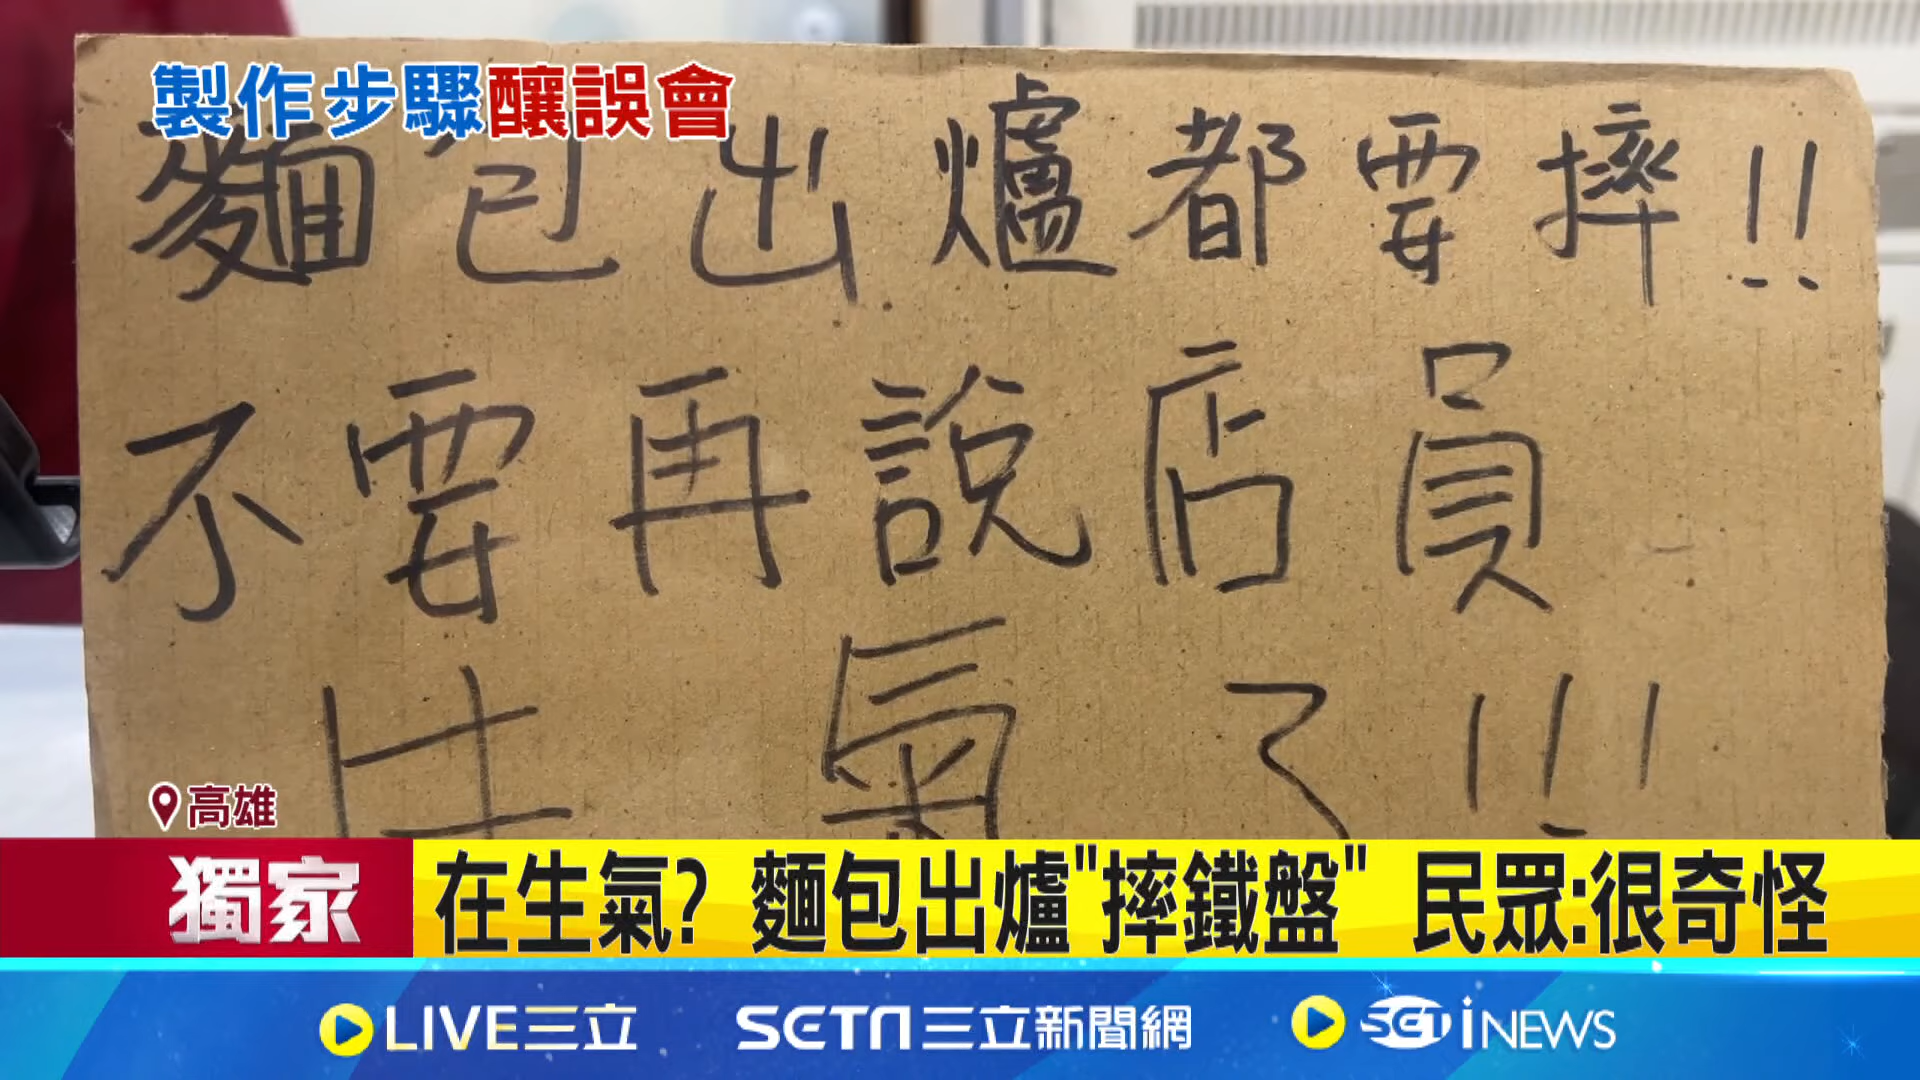 製作步驟釀誤會
麵包出爐都要摔!!
不要再說店員
生氣了!!!
高雄
獨家
在生氣? 麵包出爐"摔鐵盤" 民眾:很奇怪
LIVE三立
SETN三立新聞網
SET iNEWS